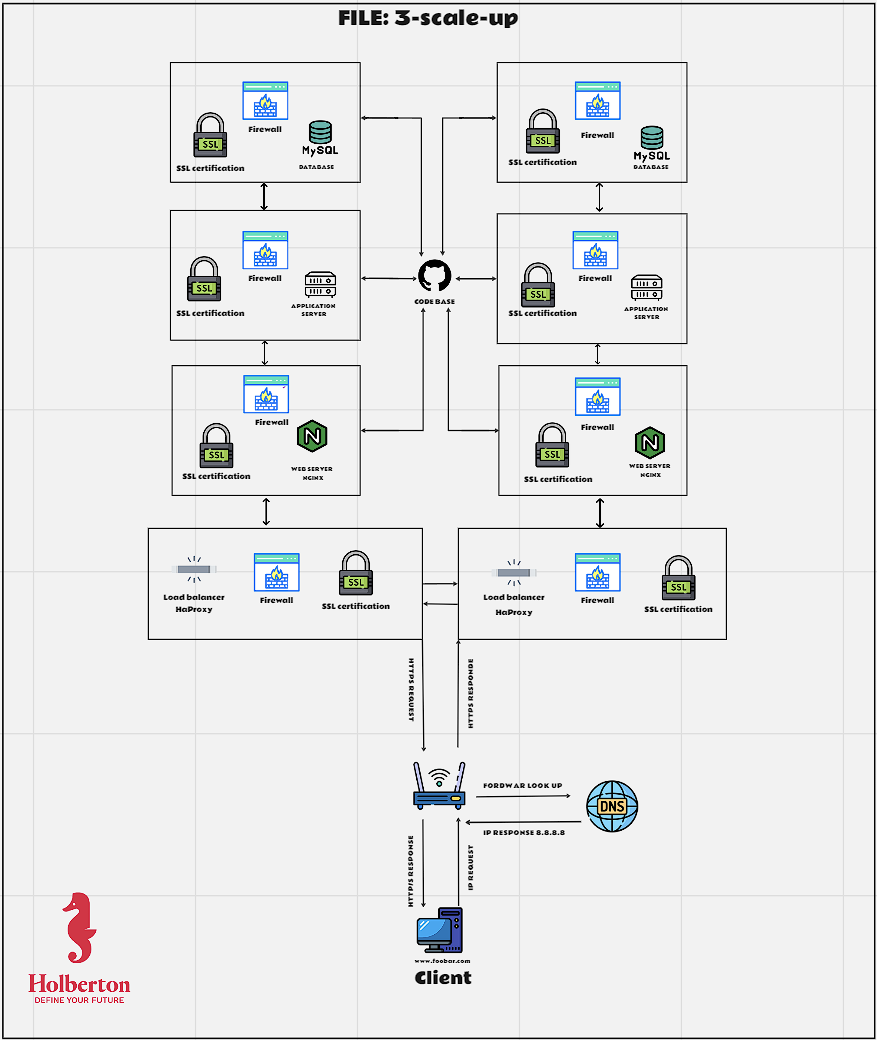 FILE: 3-scale-up
Firewall
SSL
SSL certification
MySQL
DATABASE
Firewall
SSL
SSL certification
MySQL
DATABASE
Firewall
SSL
SSL certification
APPLICATION
SERVER
CODE BASE
Firewall
SSL
SSL certification
APPLICATION
SERVER
Firewall
N
SSL
SSL certification
WEB SERVER
NGINX
Firewall
N
SSL
SSL certification
WEB SERVER
NGINX
Load balancer
HaProxy
Firewall
SSL
SSL certification
Load balancer
HaProxy
Firewall
SSL
SSL certification
HTTPS REQUEST
HTTPS RESPONDE
FORDWAR LOOK UP
DNS
IP RESPONSE 8.8.8.8
HTTP/S RESPONSE
IP REQUEST
www.foobar.com
Client
Holberton
DEFINE YOUR FUTURE